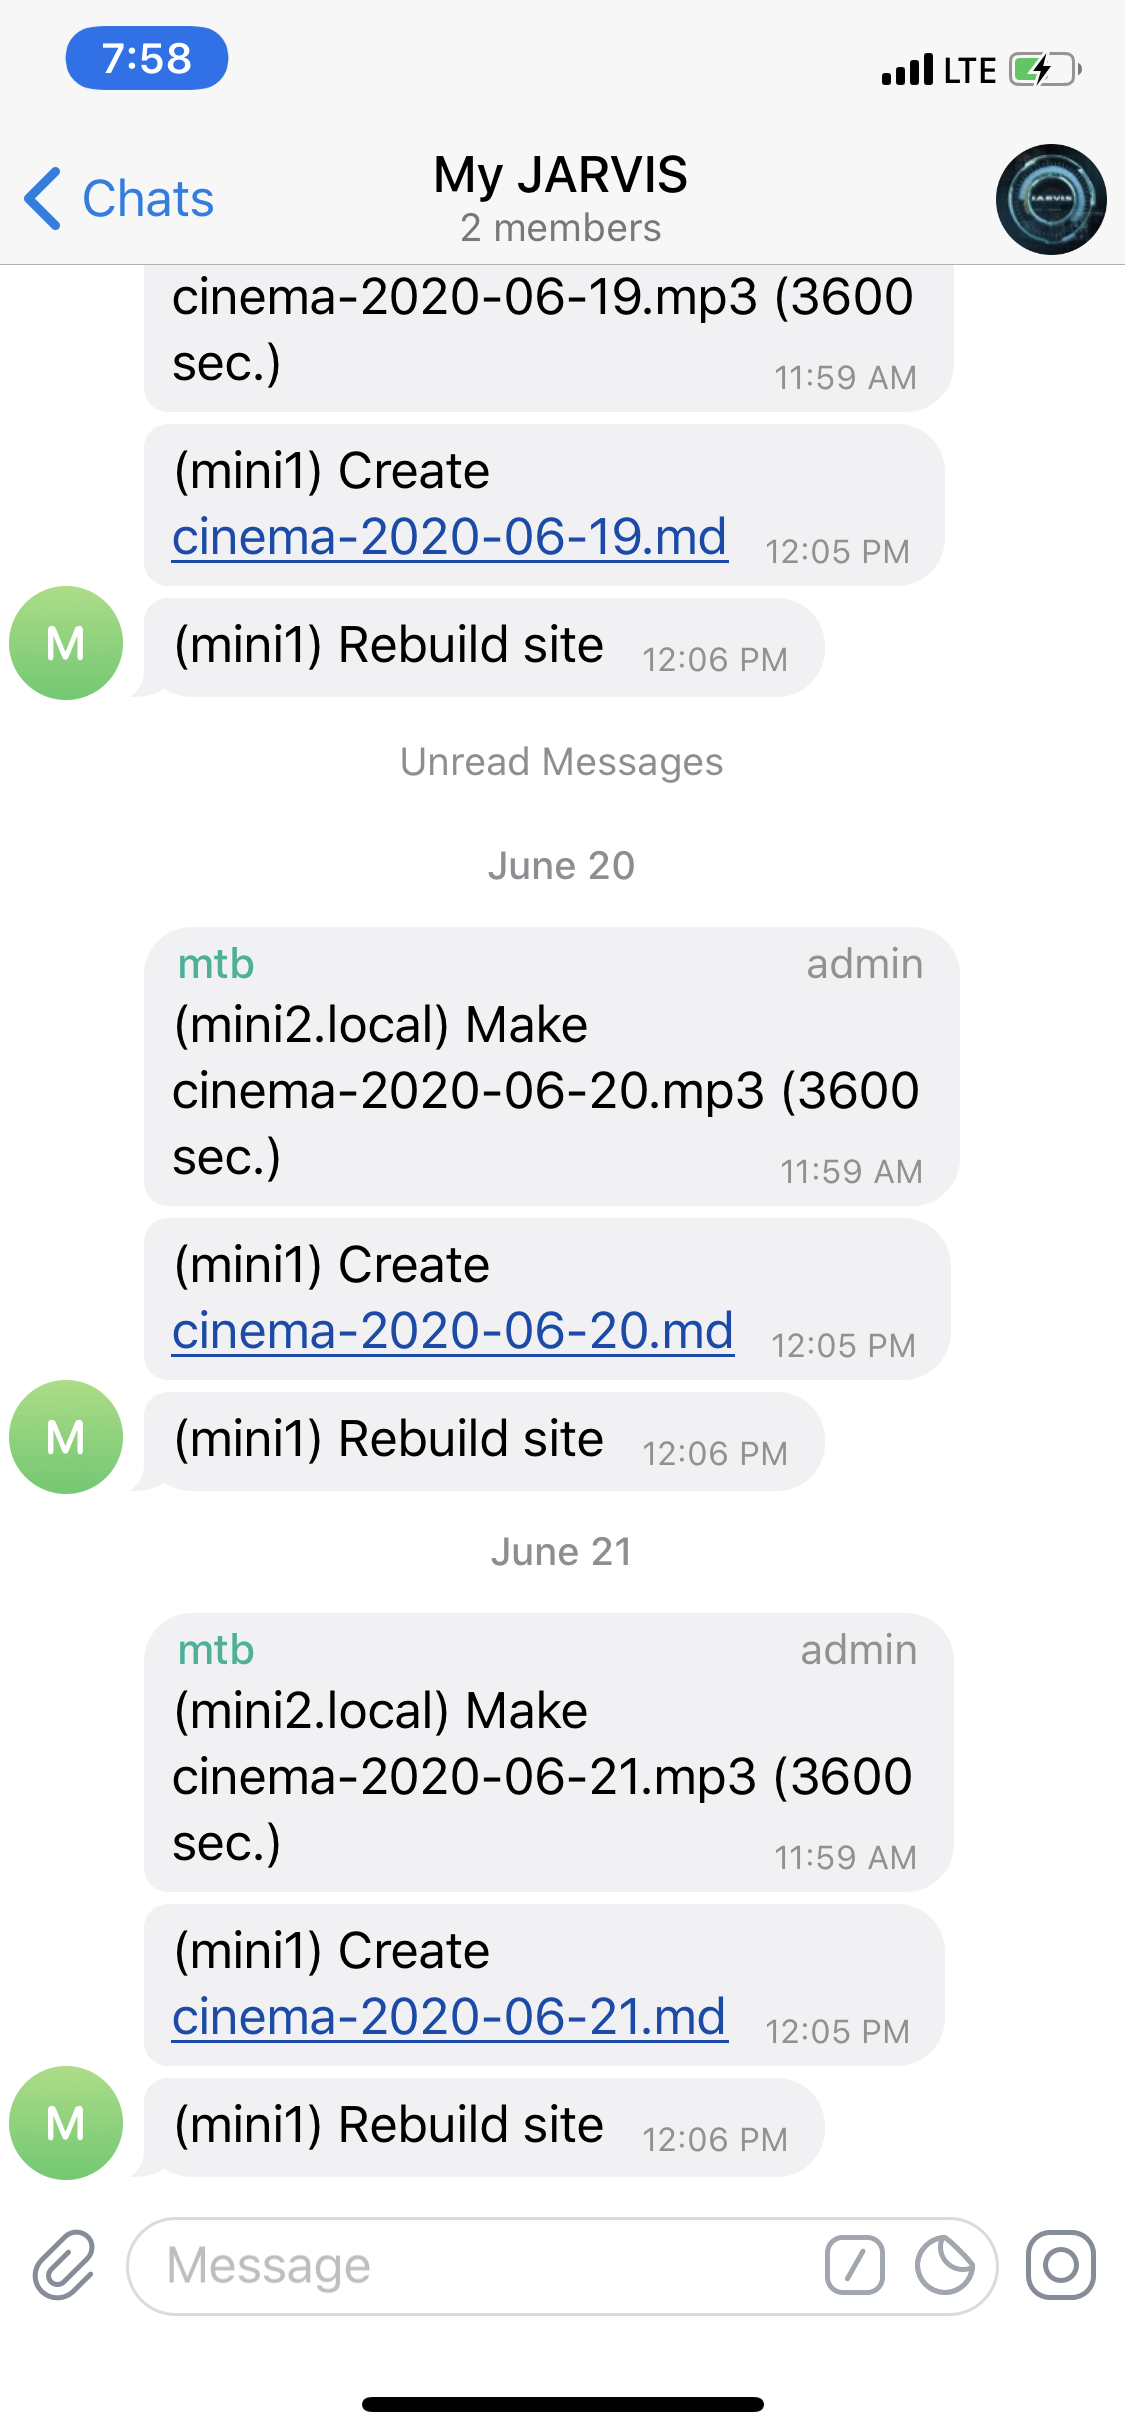 7:58
LTE
Chats
My JARVIS
2 members
JARVIS
cinema-2020-06-19.mp3 (3600
sec.)
11:59 AM
(mini1) Create
cinema-2020-06-19.md 12:05 PM
M
(mini1) Rebuild site 12:06 PM
Unread Messages
June 20
mtb admin
(mini2.local) Make
cinema-2020-06-20.mp3 (3600
sec.)
11:59 AM
(mini1) Create
cinema-2020-06-20.md 12:05 PM
M
(mini1) Rebuild site 12:06 PM
June 21
mtb admin
(mini2.local) Make
cinema-2020-06-21.mp3 (3600
sec.)
11:59 AM
(mini1) Create
cinema-2020-06-21.md 12:05 PM
M
(mini1) Rebuild site 12:06 PM
Message